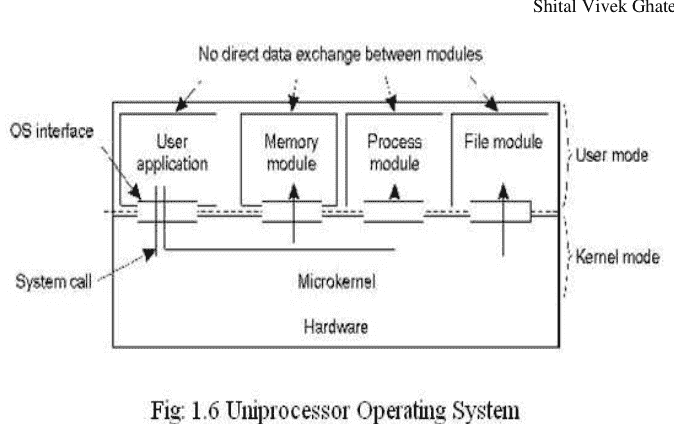 Shital Vivek Ghate
No direct data exchange between modules
OS interface
User
application
Memory
module
Process
module
File module
User mode
System call
Microkernel
Kernel mode
Hardware
Fig: 1.6 Uniprocessor Operating System